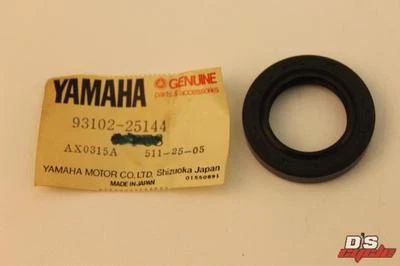 YAMAHA
GENUINE
parts & accessories
93102-25144
AX0315A 511-25-05
YAMAHA MOTOR CO., LTD. Shizuoka Japan
MADE IN JAPAN 01550891
D's
cycle